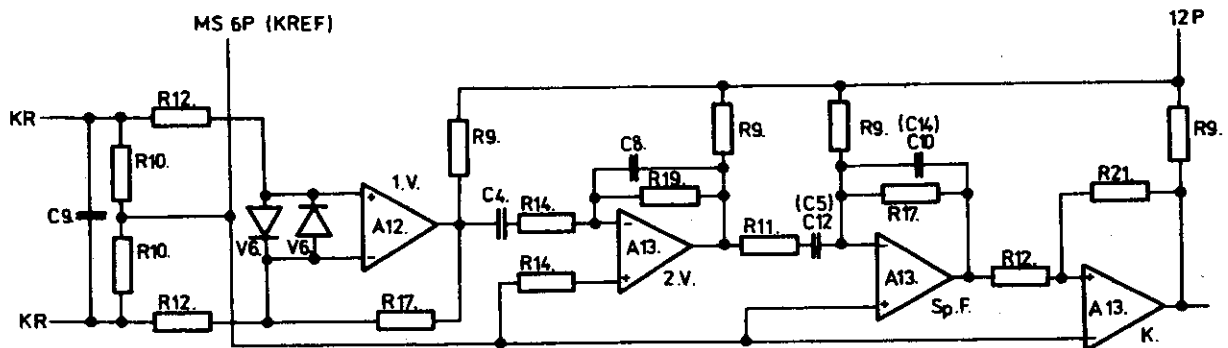 MS 6P (KREF)
12P
KR
R12.
R10.
C9.
R10.
KR
R12.
V6.
V6.
+
1.V.
A12.
-
R17.
R9.
C4.
R14.
R14.
C8.
R19.
-
A13.
+
2.V.
R9.
R11.
(C5)
C12
R9.
(C14)
C10
R17.
-
A13.
+
Sp.F.
R12.
R21.
R9.
+
A13.
-
K.